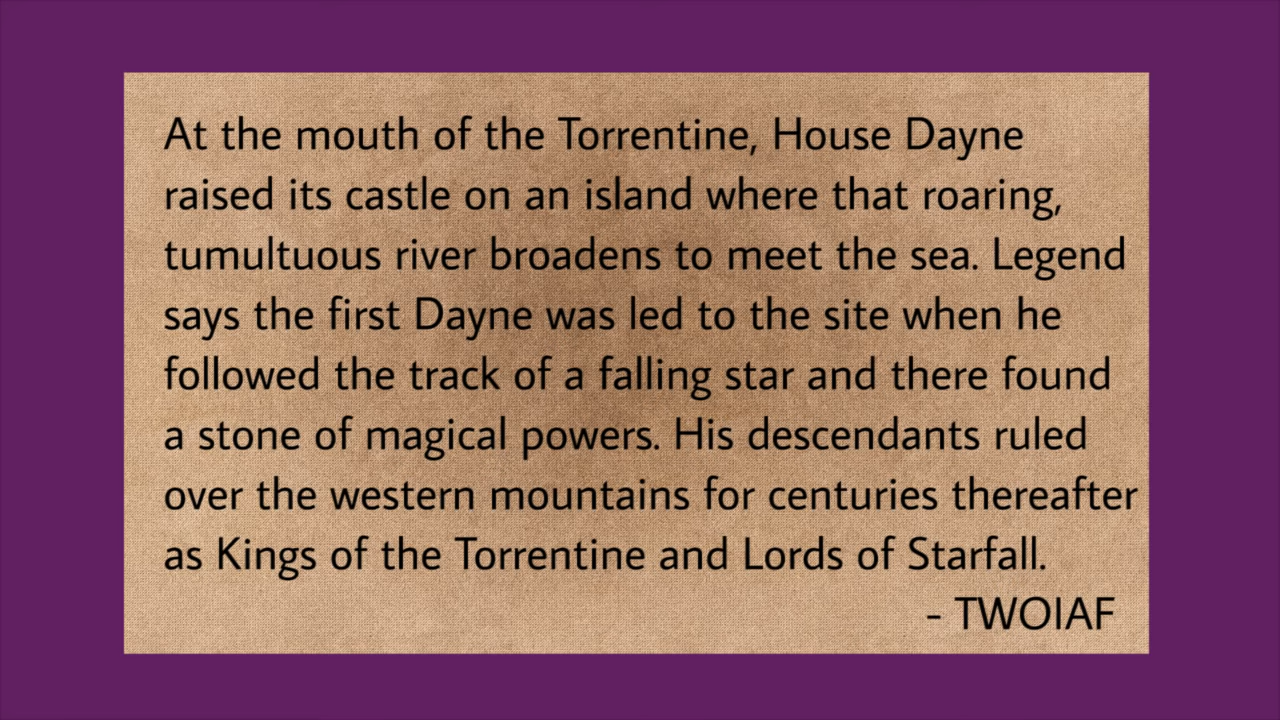 At the mouth of the Torrentine, House Dayne
raised its castle on an island where that roaring,
tumultuous river broadens to meet the sea. Legend
says the first Dayne was led to the site when he
followed the track of a falling star and there found
a stone of magical powers. His descendants ruled
over the western mountains for centuries thereafter
as Kings of the Torrentine and Lords of Starfall.
- TWOIAF